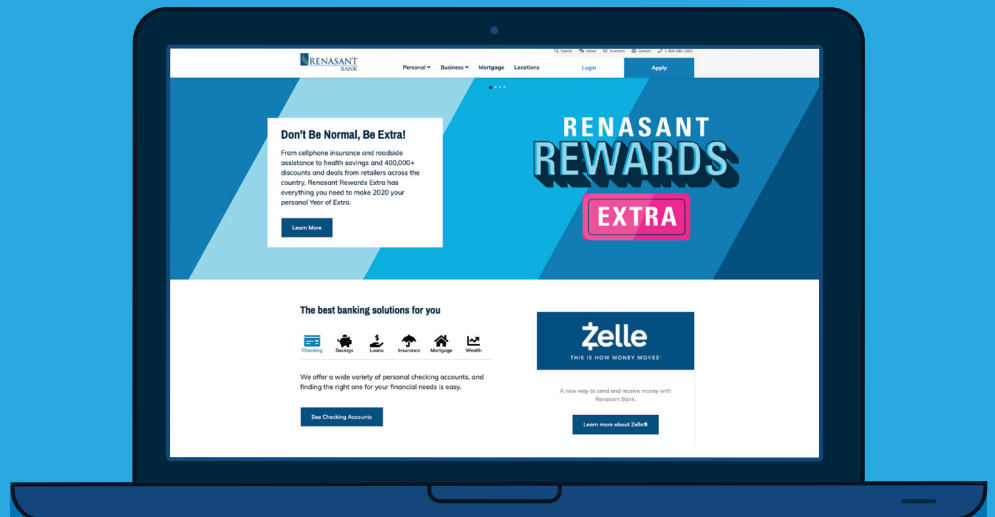 Search About Investors Careers
RENASANT
BANK
Personal Business Mortgage Locations Login Apply
Don't Be Normal, Be Extra!
From cellphone insurance and roadside
assistance to health savings and 400,000+
discounts and deals from retailers across the
country, Renasant Rewards Extra has
everything you need to make 2020 your
personal Year of Extra.
Learn More
RENASANT
REWARDS
EXTRA
The best banking solutions for you
Checking Savings Loans Insurance Mortgage Wealth
We offer a wide variety of personal checking accounts, and
finding the right one for your financial needs is easy.
See Checking Accounts
Zelle
THIS IS HOW MONEY MOVES®
A new way to send and receive money with
Renasant Bank.
Learn more about Zelle®